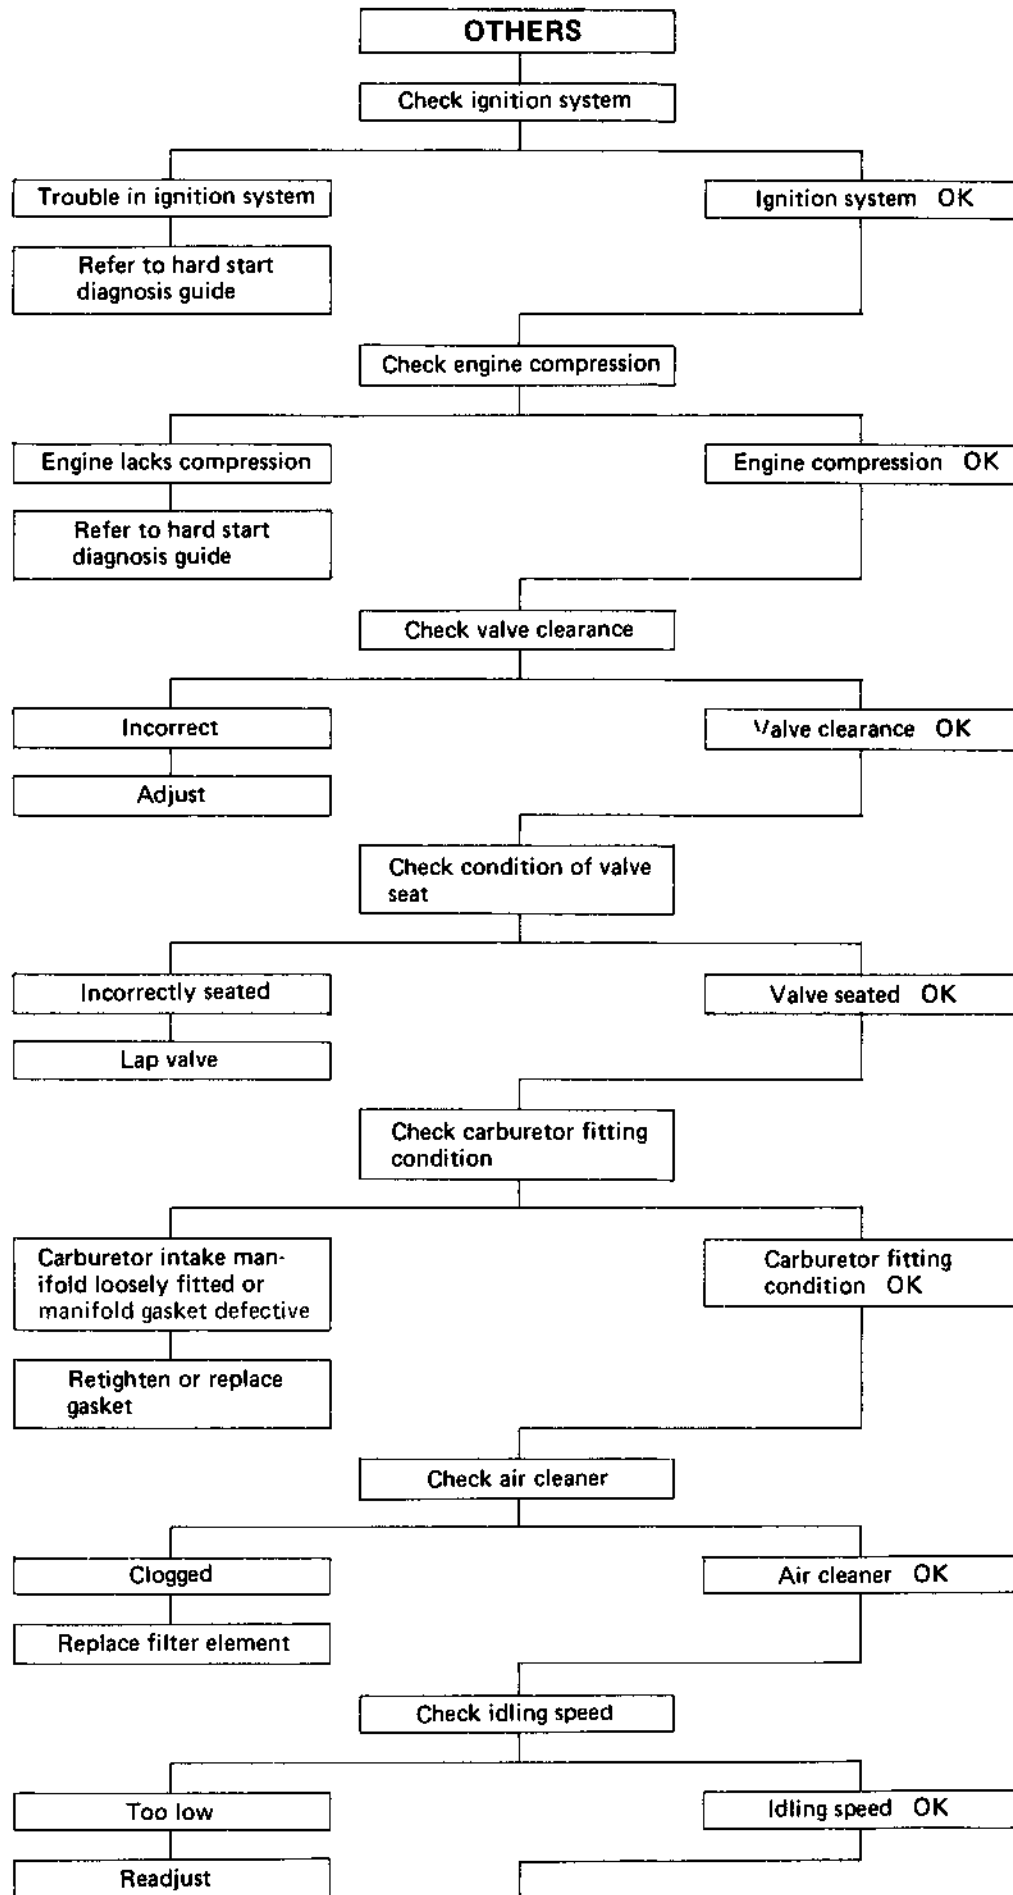 OTHERS
Check ignition system
Trouble in ignition system
Ignition system OK
Refer to hard start
diagnosis guide
Check engine compression
Engine lacks compression
Engine compression OK
Refer to hard start
diagnosis guide
Check valve clearance
Incorrect
Valve clearance OK
Adjust
Check condition of valve
seat
Incorrectly seated
Valve seated OK
Lap valve
Check carburetor fitting
condition
Carburetor intake man-
ifold loosely fitted or
manifold gasket defective
Carburetor fitting
condition OK
Retighten or replace
gasket
Check air cleaner
Clogged
Air cleaner OK
Replace filter element
Check idling speed
Too low
Idling speed OK
Readjust